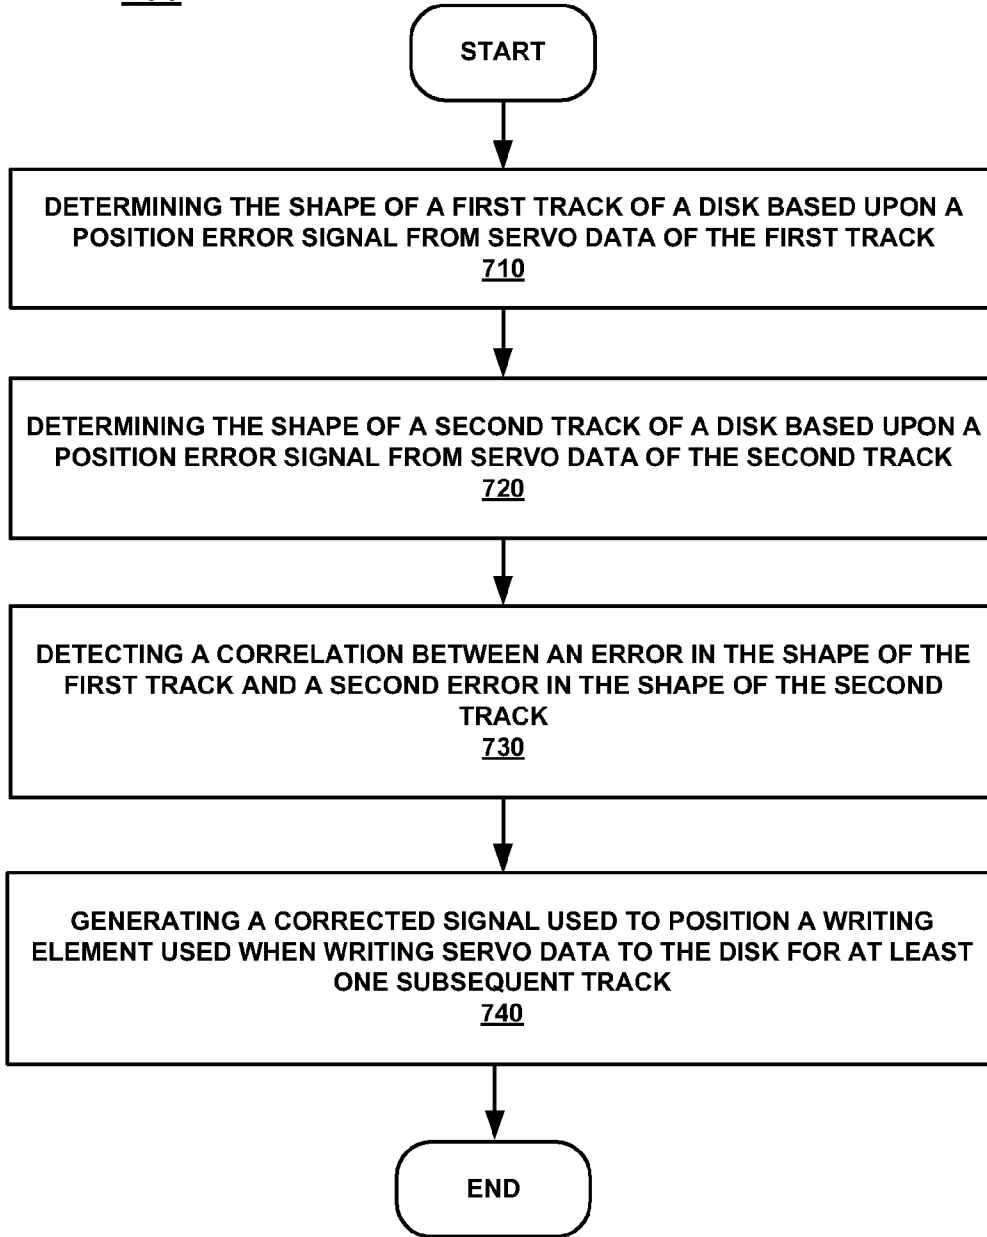 START
DETERMINING THE SHAPE OF A FIRST TRACK OF A DISK BASED UPON A
POSITION ERROR SIGNAL FROM SERVO DATA OF THE FIRST TRACK
710
DETERMINING THE SHAPE OF A SECOND TRACK OF A DISK BASED UPON A
POSITION ERROR SIGNAL FROM SERVO DATA OF THE SECOND TRACK
720
DETECTING A CORRELATION BETWEEN AN ERROR IN THE SHAPE OF THE
FIRST TRACK AND A SECOND ERROR IN THE SHAPE OF THE SECOND
TRACK
730
GENERATING A CORRECTED SIGNAL USED TO POSITION A WRITING
ELEMENT USED WHEN WRITING SERVO DATA TO THE DISK FOR AT LEAST
ONE SUBSEQUENT TRACK
740
END